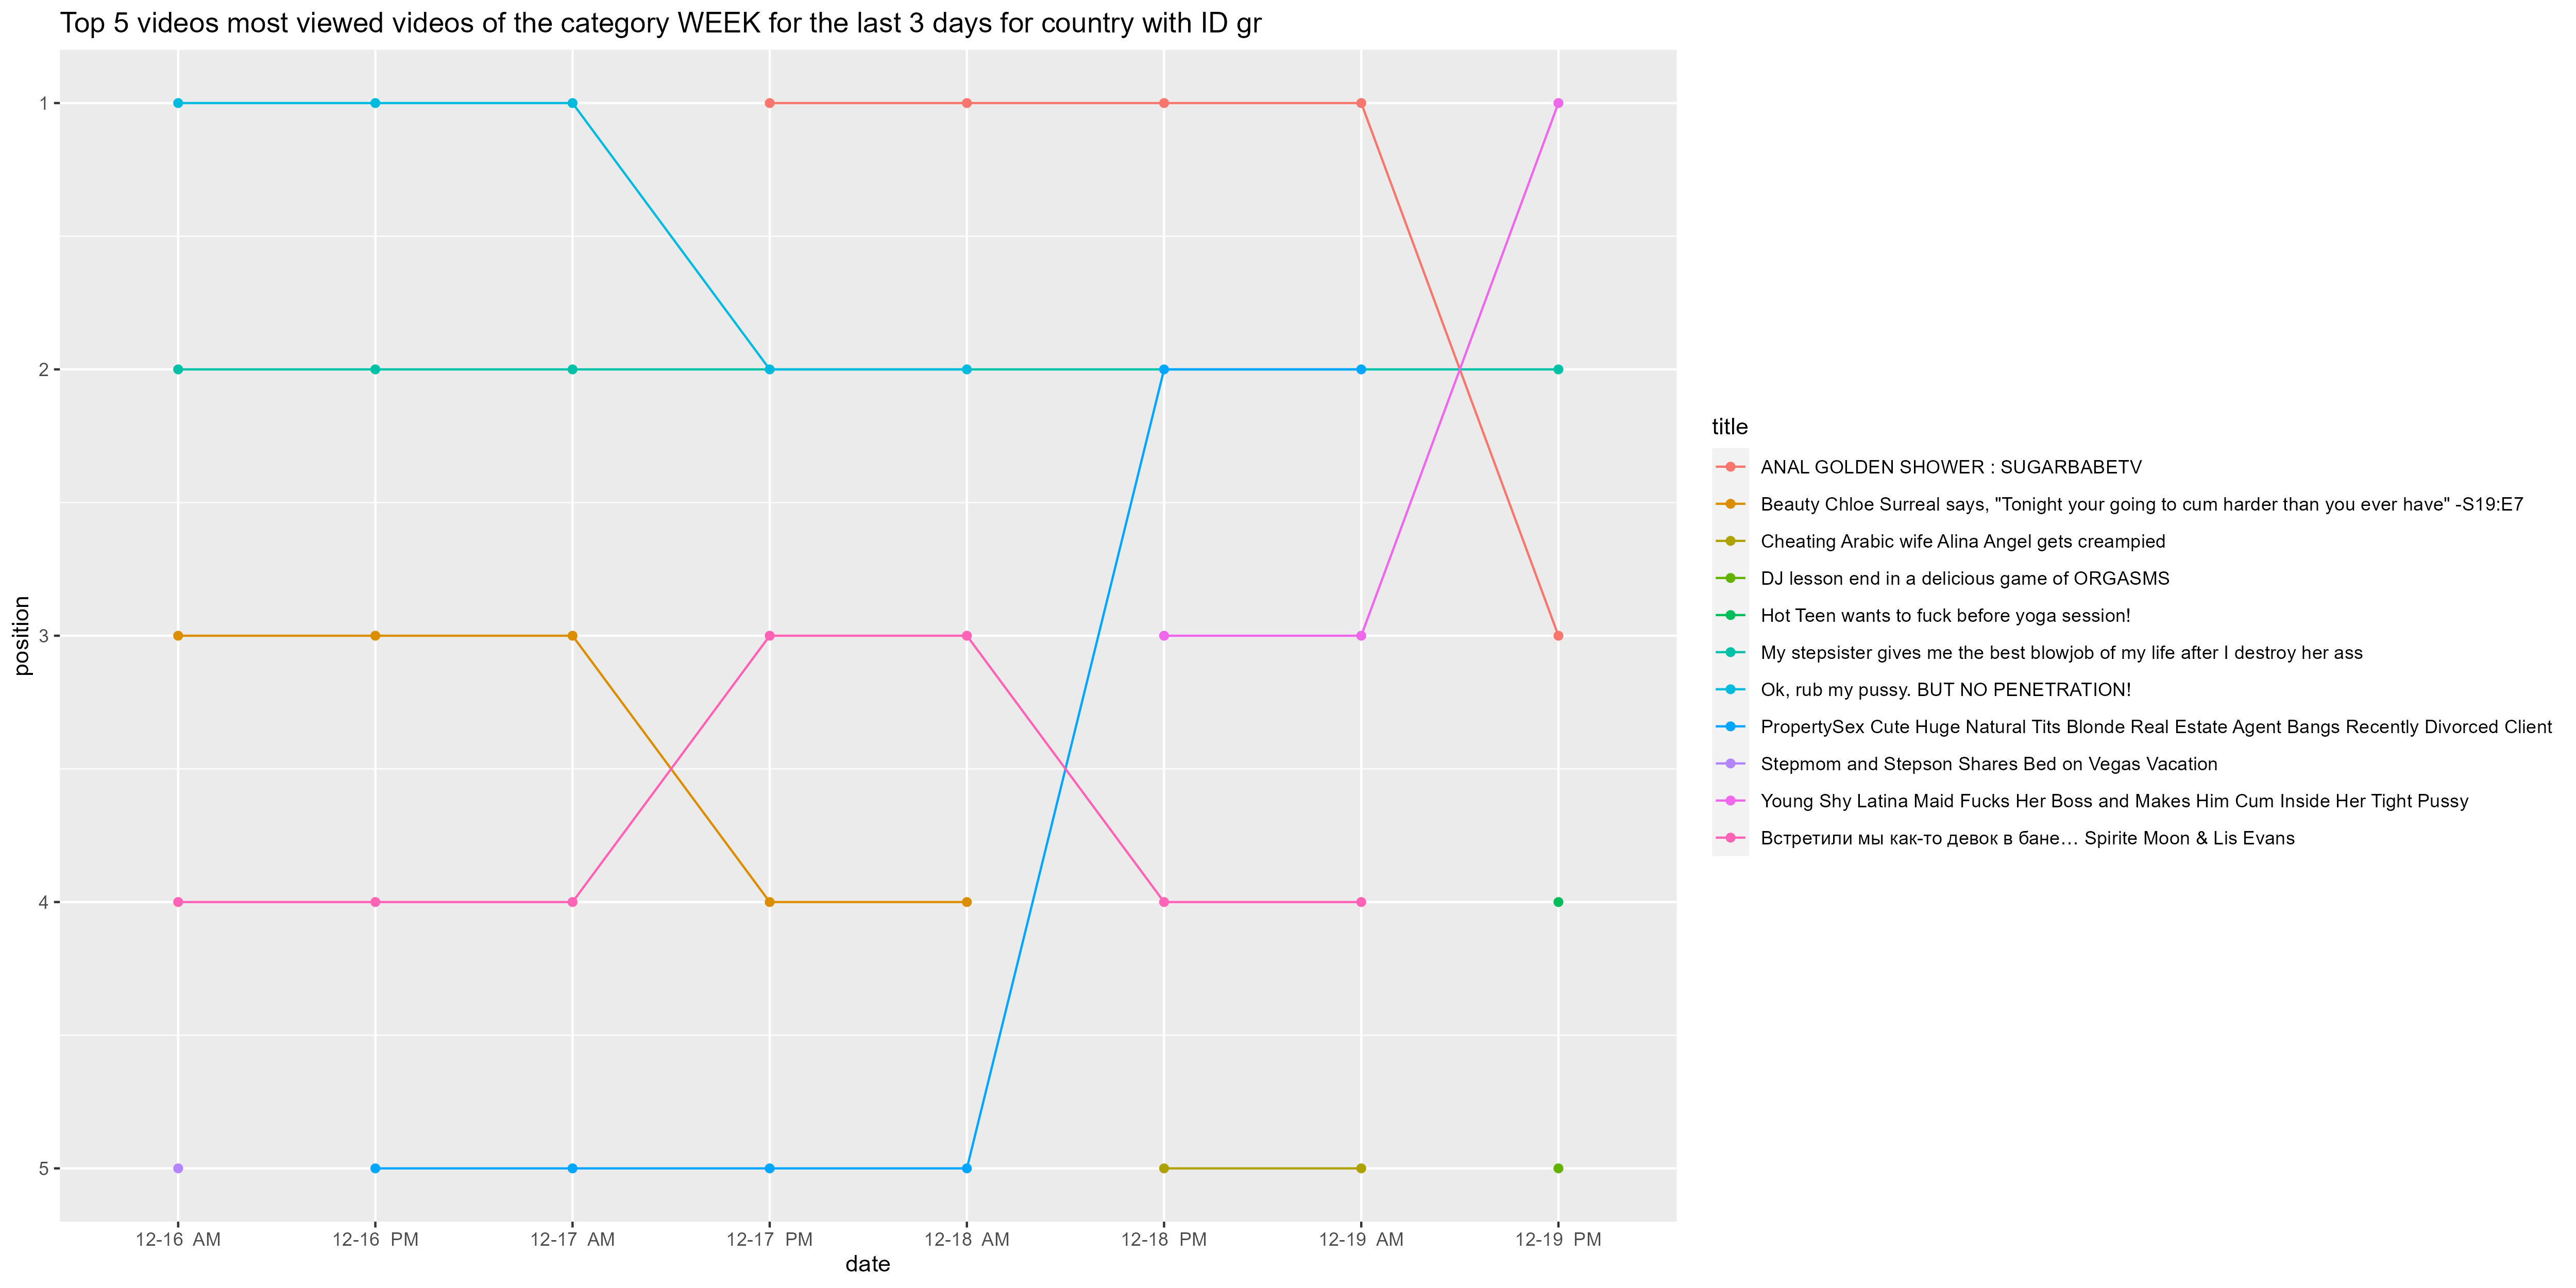 Top 5 videos most viewed videos of the category WEEK for the last 3 days for country with ID gr
position
1
2
3
4
5
12-16 AM
12-16 PM
12-17 AM
12-17 PM
12-18 AM
12-18 PM
12-19 AM
12-19 PM
date
title
ANAL GOLDEN SHOWER : SUGARBABETV
Beauty Chloe Surreal says, "Tonight your going to cum harder than you ever have" -S19:E7
Cheating Arabic wife Alina Angel gets creampied
DJ lesson end in a delicious game of ORGASMS
Hot Teen wants to fuck before yoga session!
My stepsister gives me the best blowjob of my life after I destroy her ass
Ok, rub my pussy. BUT NO PENETRATION!
PropertySex Cute Huge Natural Tits Blonde Real Estate Agent Bangs Recently Divorced Client
Stepmom and Stepson Shares Bed on Vegas Vacation
Young Shy Latina Maid Fucks Her Boss and Makes Him Cum Inside Her Tight Pussy
Встретили мы как-то девок в бане… Spirite Moon & Lis Evans